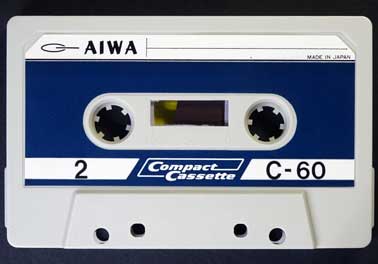 AIWA
MADE IN JAPAN
2
Compact
Cassette
C-60